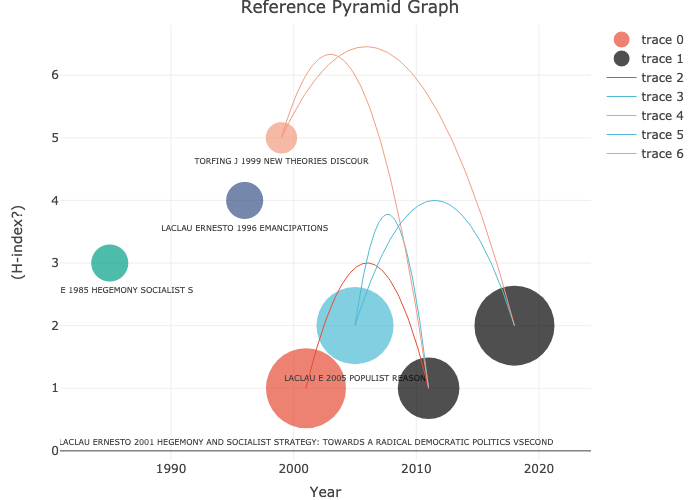 Reference Pyramid Graph
trace 0
trace 1
trace 2
trace 3
trace 4
trace 5
trace 6
(H-index?)
6
5
4
3
2
1
0
TORFING J 1999 NEW THEORIES DISCOUR
LACLAU ERNESTO 1996 EMANCIPATIONS
E 1985 HEGEMONY SOCIALIST S
LACLAU E 2005 POPULIST REASON
LACLAU ERNESTO 2001 HEGEMONY AND SOCIALIST STRATEGY: TOWARDS A RADICAL DEMOCRATIC POLITICS VSECOND
1990
2000
2010
2020
Year